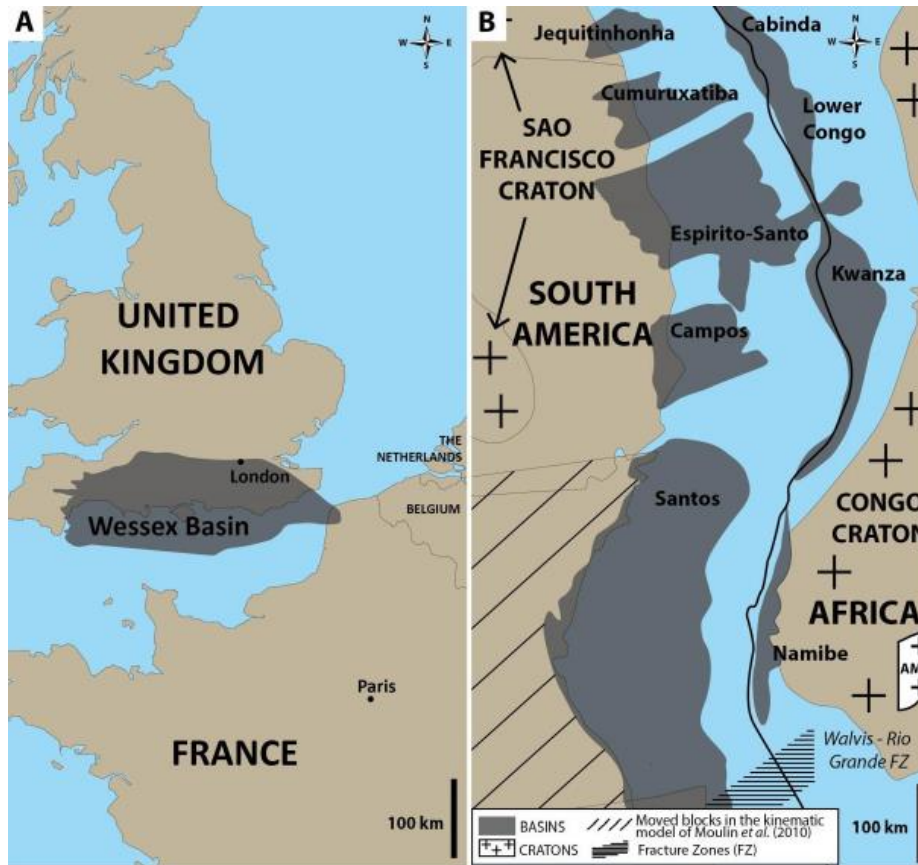 A
N
W E
S
UNITED
KINGDOM
London
THE
NETHERLANDS
BELGIUM
Wessex Basin
Paris
FRANCE
100 km
B
Jequitinhonha
Cabinda
N
W E
S
Cumuruxatiba
Lower
Congo
SAO
FRANCISCO
CRATON
Espirito-Santo
Kwanza
SOUTH
AMERICA
Campos
Santos
CONGO
CRATON
AFRICA
Namibe
AM
Walvis - Rio
Grande FZ
BASINS
CRATONS
Moved blocks in the kinematic
model of Moulin et al. (2010)
Fracture Zones (FZ)
100 km